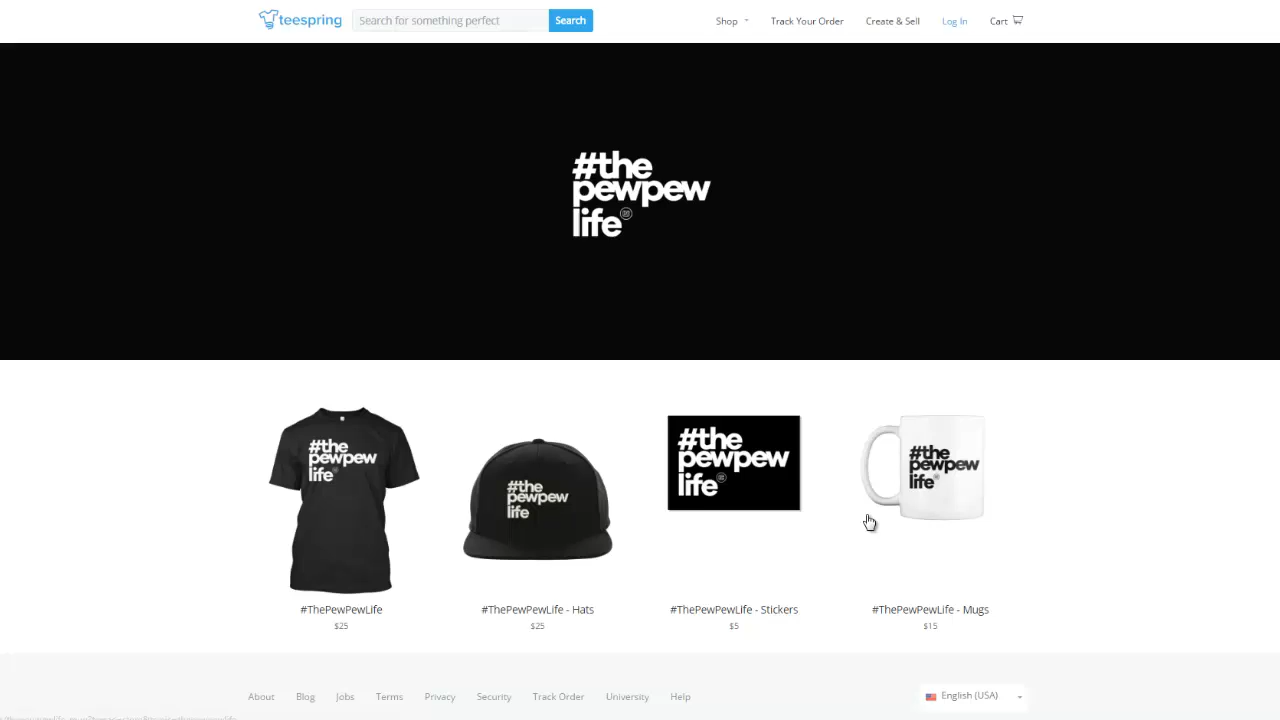 teespring
Search for something perfect
Search
Shop
Track Your Order
Create & Sell
Log In
Cart
#the
pewpew
life
#the
pewpew
life
#the
pewpew
life
#the
pewpew
life
#the
pewpew
life
#ThePewPewLife
$25
#ThePewPewLife - Hats
$25
#ThePewPewLife - Stickers
$5
#ThePewPewLife - Mugs
$15
About
Blog
Jobs
Terms
Privacy
Security
Track Order
University
Help
English (USA)